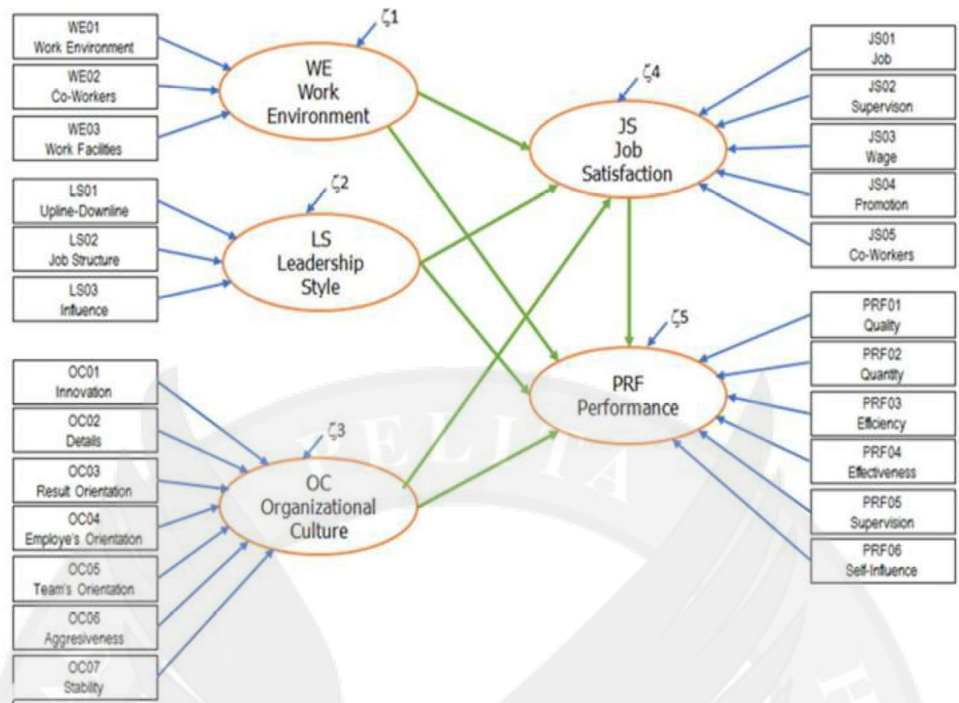 WE01
Work Environment
WE02
Co-Workers
WE03
Work Facilities
LS01
Upline-Downline
LS02
Job Structure
LS03
Influence
OC01
Innovation
OC02
Details
OC03
Result Orientation
OC04
Employe's Orientation
OC05
Team's Orientation
OC06
Aggresiveness
OC07
Stability
ζ1
WE
Work
Environment
ζ2
LS
Leadership
Style
ζ3
OC
Organizational
Culture
ζ4
JS
Job
Satisfaction
ζ5
PRF
Performance
JS01
Job
JS02
Supervison
JS03
Wage
JS04
Promotion
JS05
Co-Workers
PRF01
Quality
PRF02
Quantity
PRF03
Efficiency
PRF04
Effectiveness
PRF05
Supervision
PRF06
Self-Influence
PELITA
H